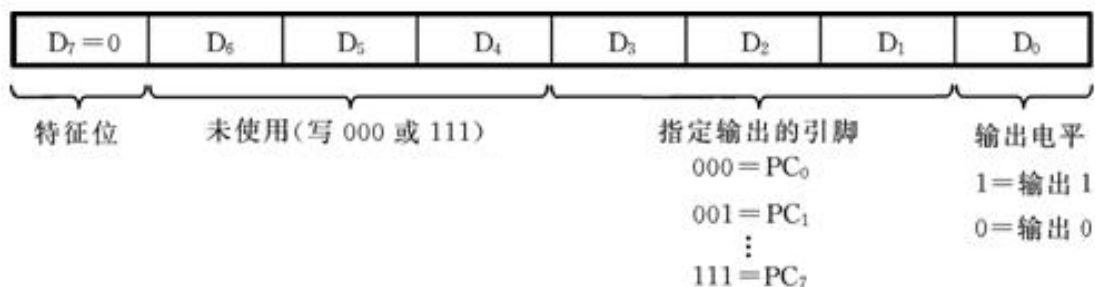 D₇=0 D₆ D₅ D₄ D₃ D₂ D₁ D₀
特征位 未使用(写 000 或 111) 指定输出的引脚 输出电平
000=PC₀ 1=输出 1
001=PC₁ 0=输出 0
⋮
111=PC₇